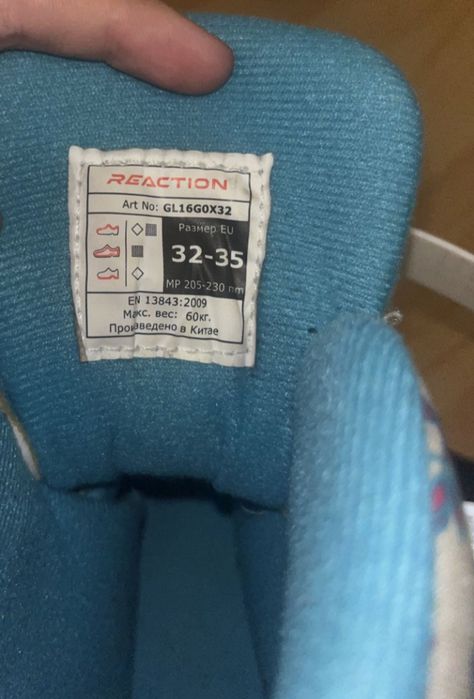 REACTION
Art No: GL16G0X32
Размер EU
32-35
MP 205-230 nm
EN 13843:2009
Макс. вес: 60кг.
Произведено в Китае